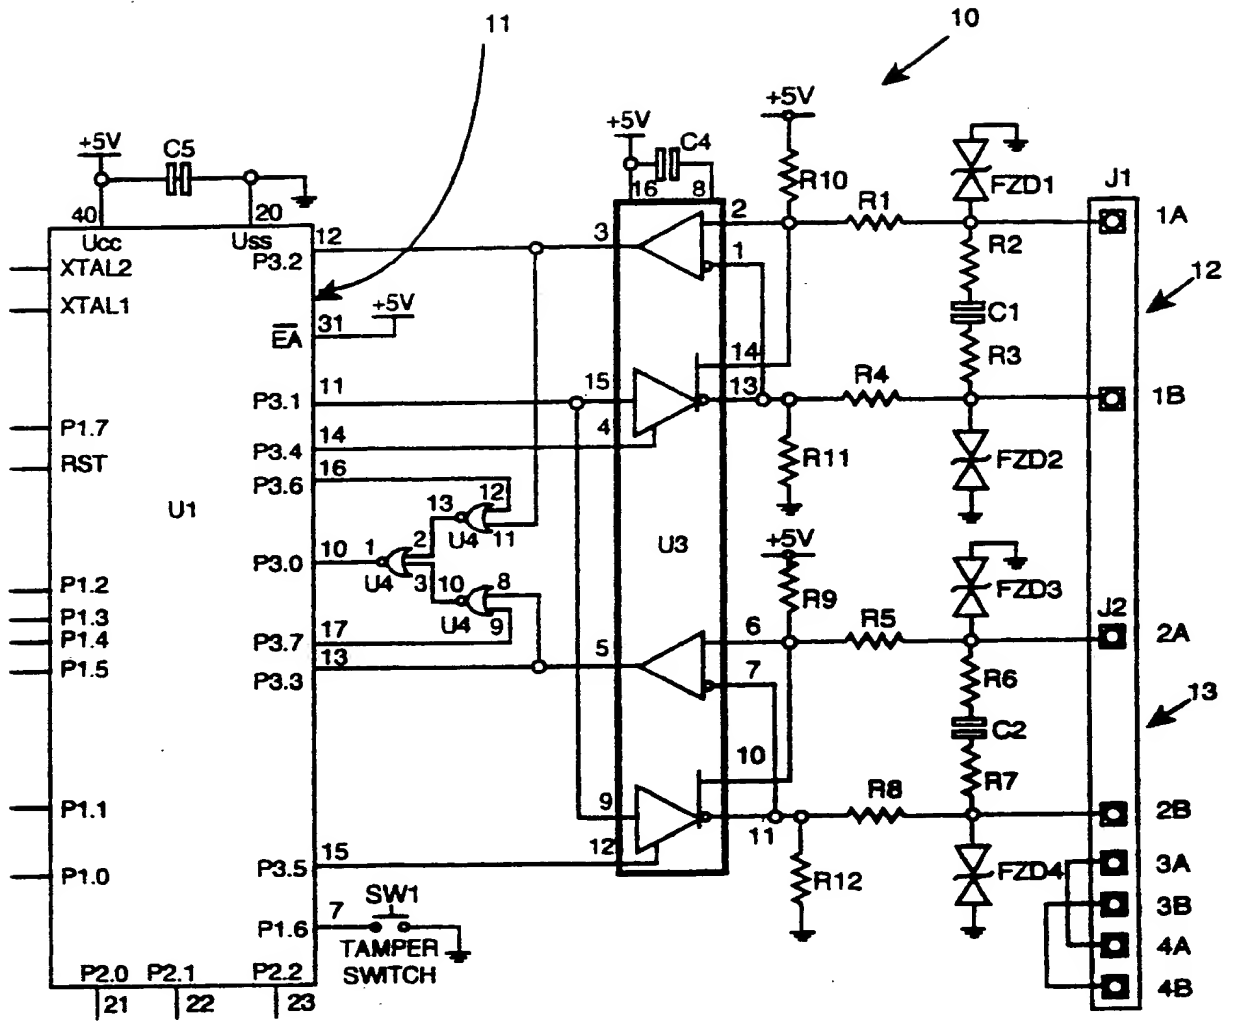 11
10
+5V
C5
+5V
C4
+5V
R10
FZD1
J1
40
20
16
8
2
R1
1A
Ucc
Uss
12
3
1
R2
P3.2
XTAL2
12
XTAL1
+5V
C1
31
EA
R3
14
11
15
13
R4
1B
P3.1
P1.7
14
4
P3.4
R11
FZD2
RST
16
P3.6
12
13
U1
U4
11
U3
+5V
10
1
2
P3.0
U4
3
10
8
R9
FZD3
J2
P1.2
U4
9
P1.3
17
6
R5
2A
P1.4
P3.7
13
5
P1.5
P3.3
7
R6
13
C2
10
R7
9
R8
P1.1
11
2B
15
12
P1.0
P3.5
R12
FZD4
3A
SW1
7
3B
P1.6
TAMPER
4A
SWITCH
P2.0
P2.1
P2.2
4B
21
22
23